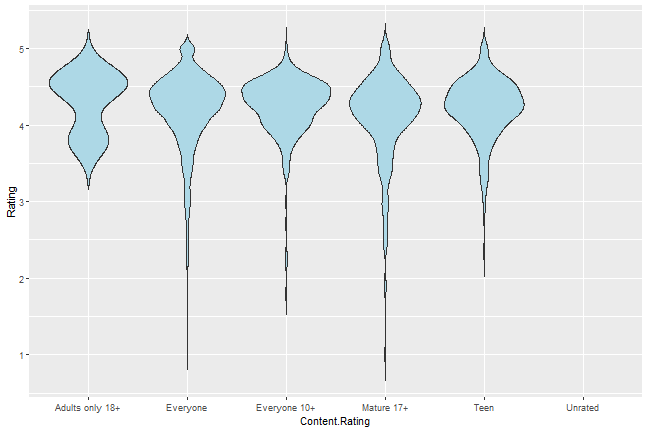 5
4
3
2
1
Rating
Adults only 18+ Everyone Everyone 10+ Mature 17+ Teen Unrated
Content.Rating